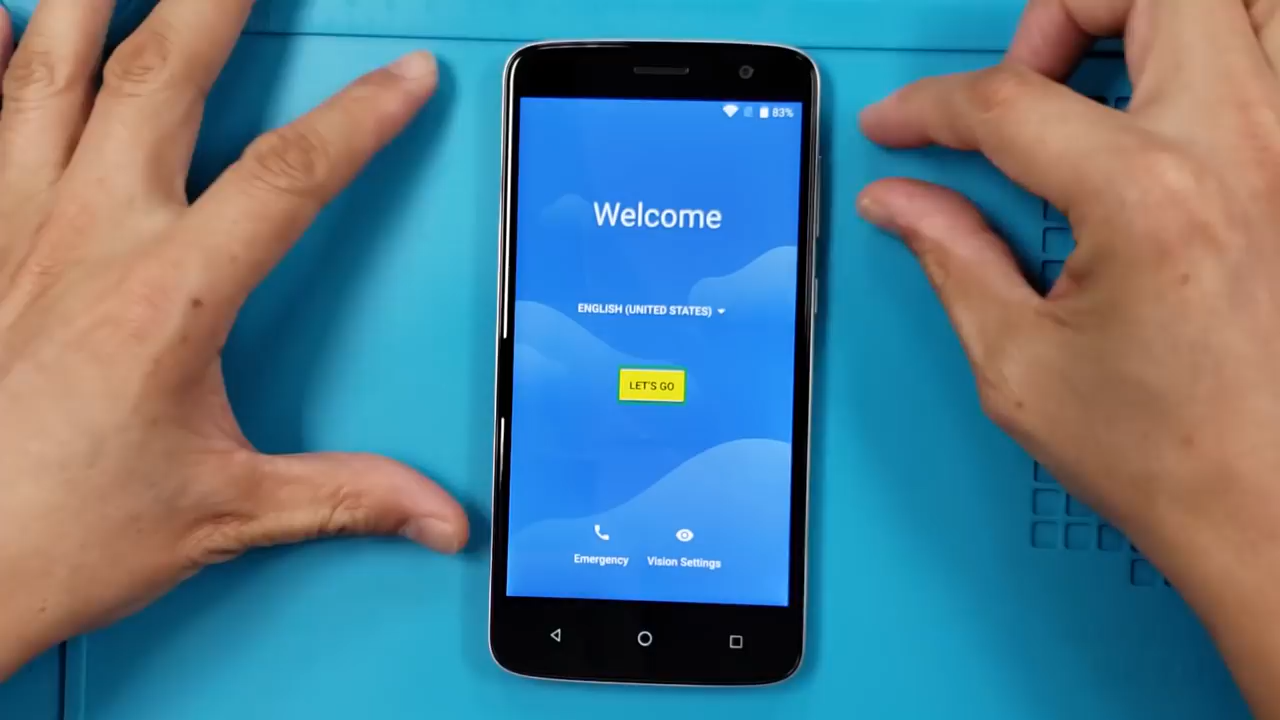 83%
Welcome
ENGLISH (UNITED STATES)
LET'S GO
Emergency
Vision Settings